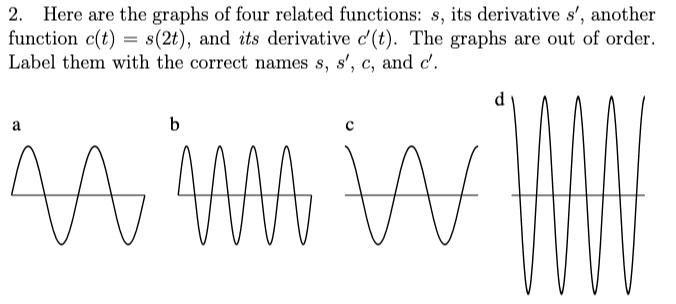 2. Here are the graphs of four related functions: s, its derivative s′, another
function c(t) = s(2t), and its derivative c′(t). The graphs are out of order.
Label them with the correct names s, s′, c, and c′.
a b c d